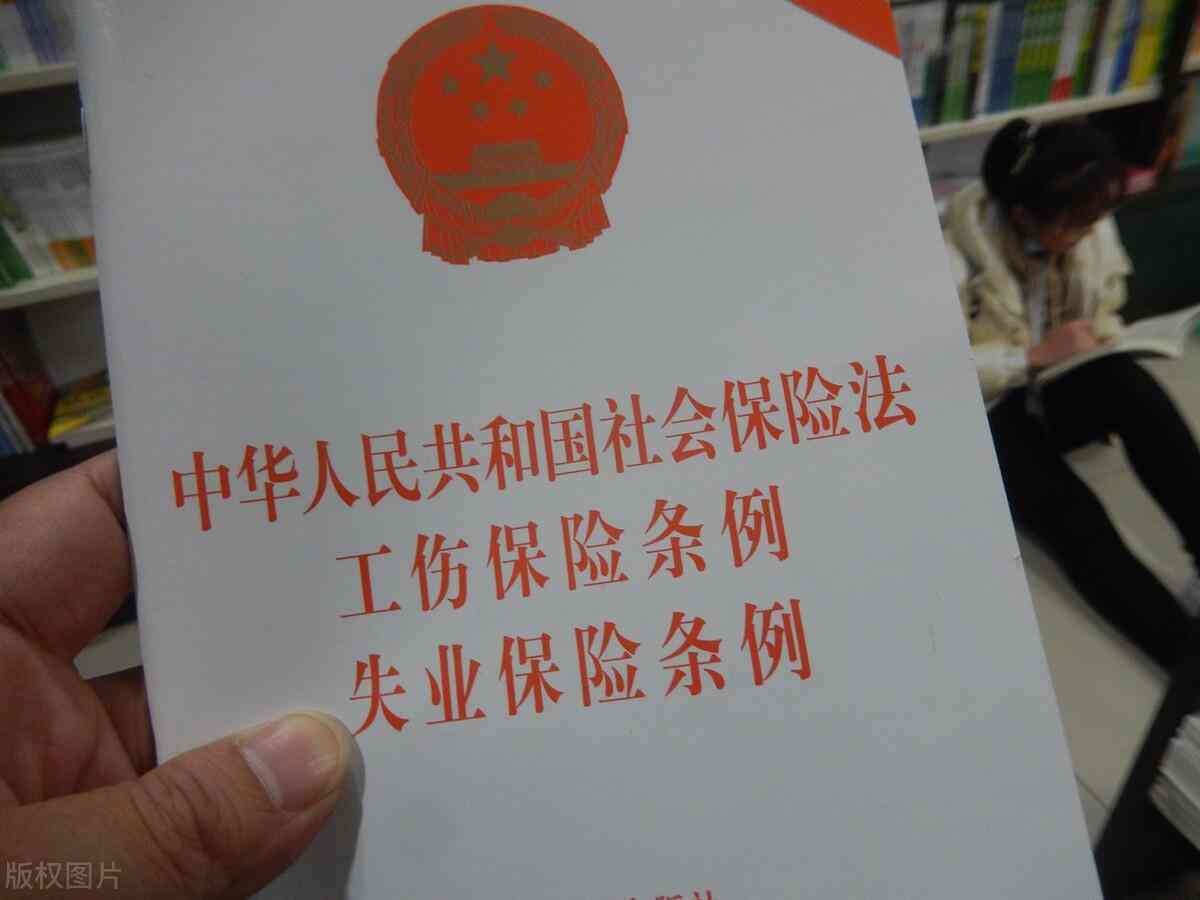 中华人民共和国社会保险法
工伤保险条例
失业保险条例
版权图片